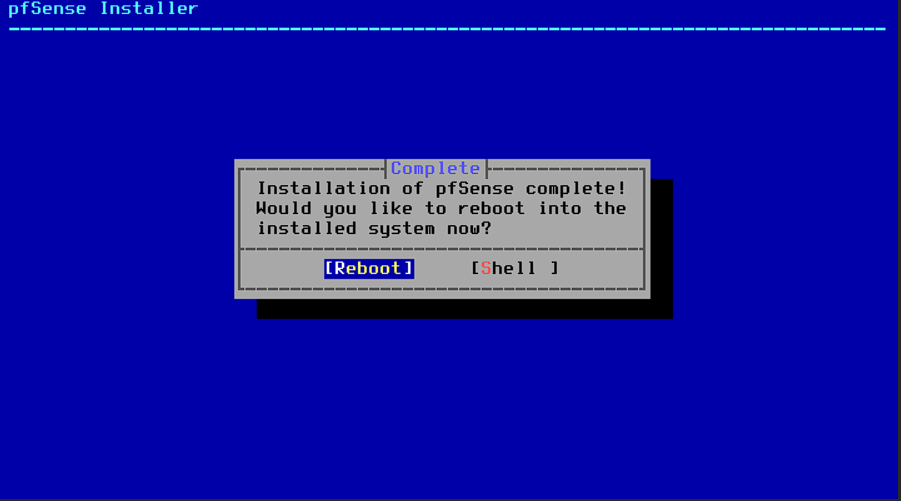 pfSense Installer
Complete
Installation of pfSense complete!
Would you like to reboot into the
installed system now?
[Reboot] [Shell ]